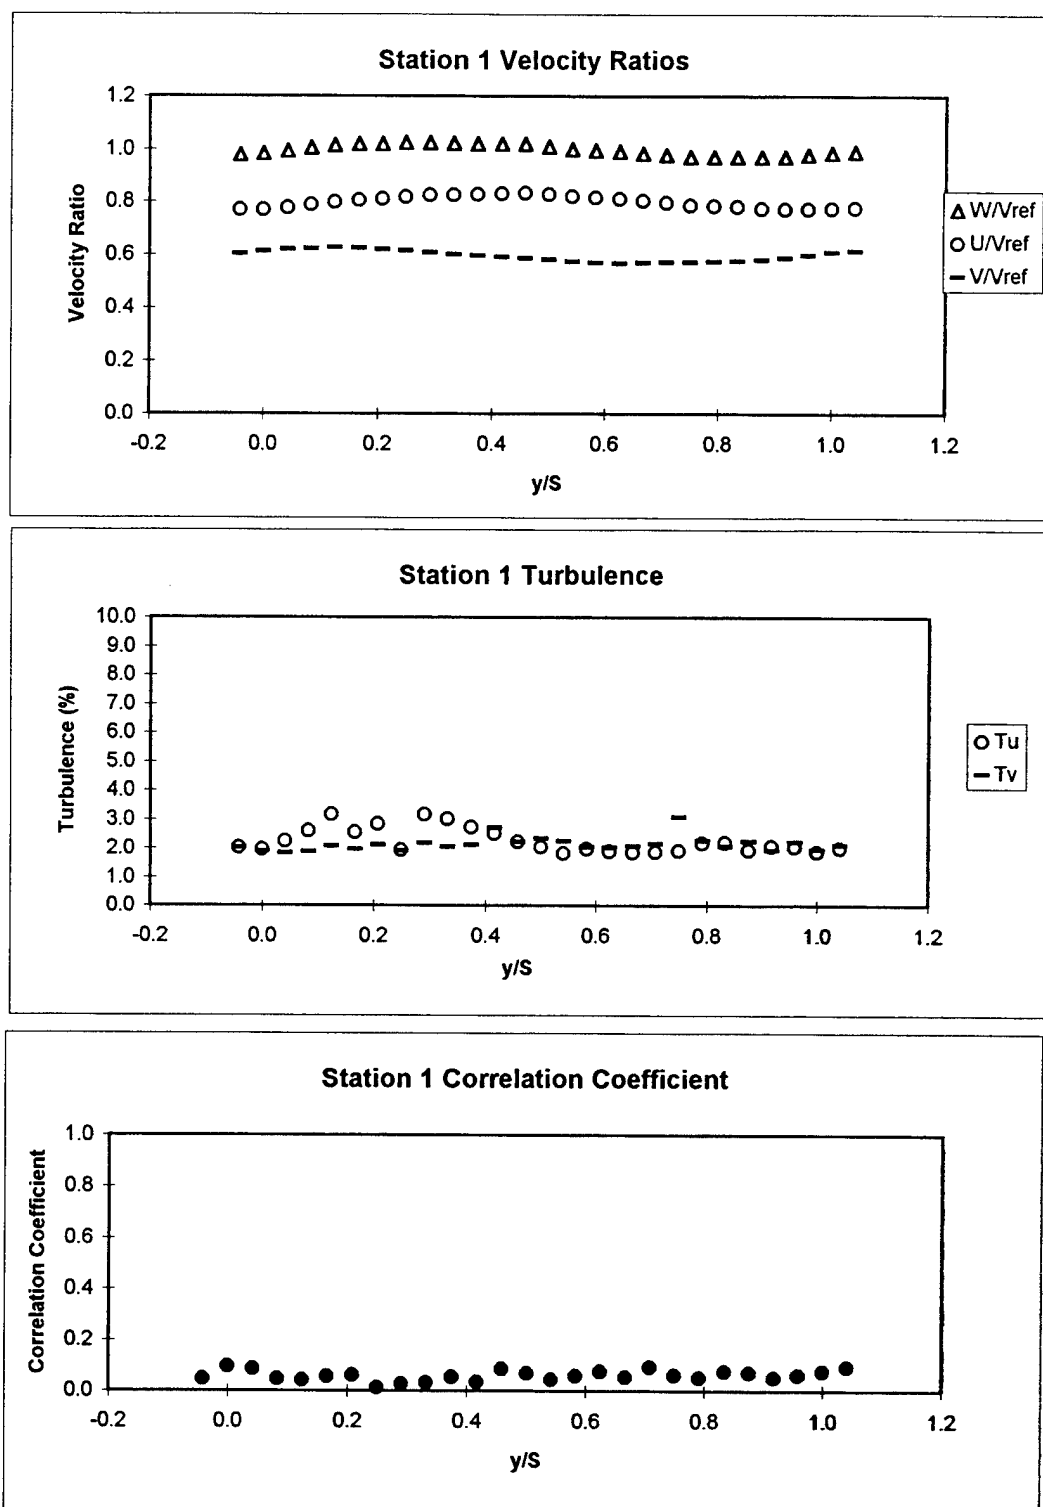 Station 1 Velocity Ratios
1.2
1.0
0.8
0.6
0.4
0.2
0.0
Velocity Ratio
-0.2 0.0 0.2 0.4 0.6 0.8 1.0 1.2
y/S
W/Vref
U/Vref
V/Vref
Station 1 Turbulence
10.0
9.0
8.0
7.0
6.0
5.0
4.0
3.0
2.0
1.0
0.0
Turbulence (%)
-0.2 0.0 0.2 0.4 0.6 0.8 1.0 1.2
y/S
Tu
Tv
Station 1 Correlation Coefficient
1.0
0.8
0.6
0.4
0.2
0.0
Correlation Coefficient
-0.2 0.0 0.2 0.4 0.6 0.8 1.0 1.2
y/S